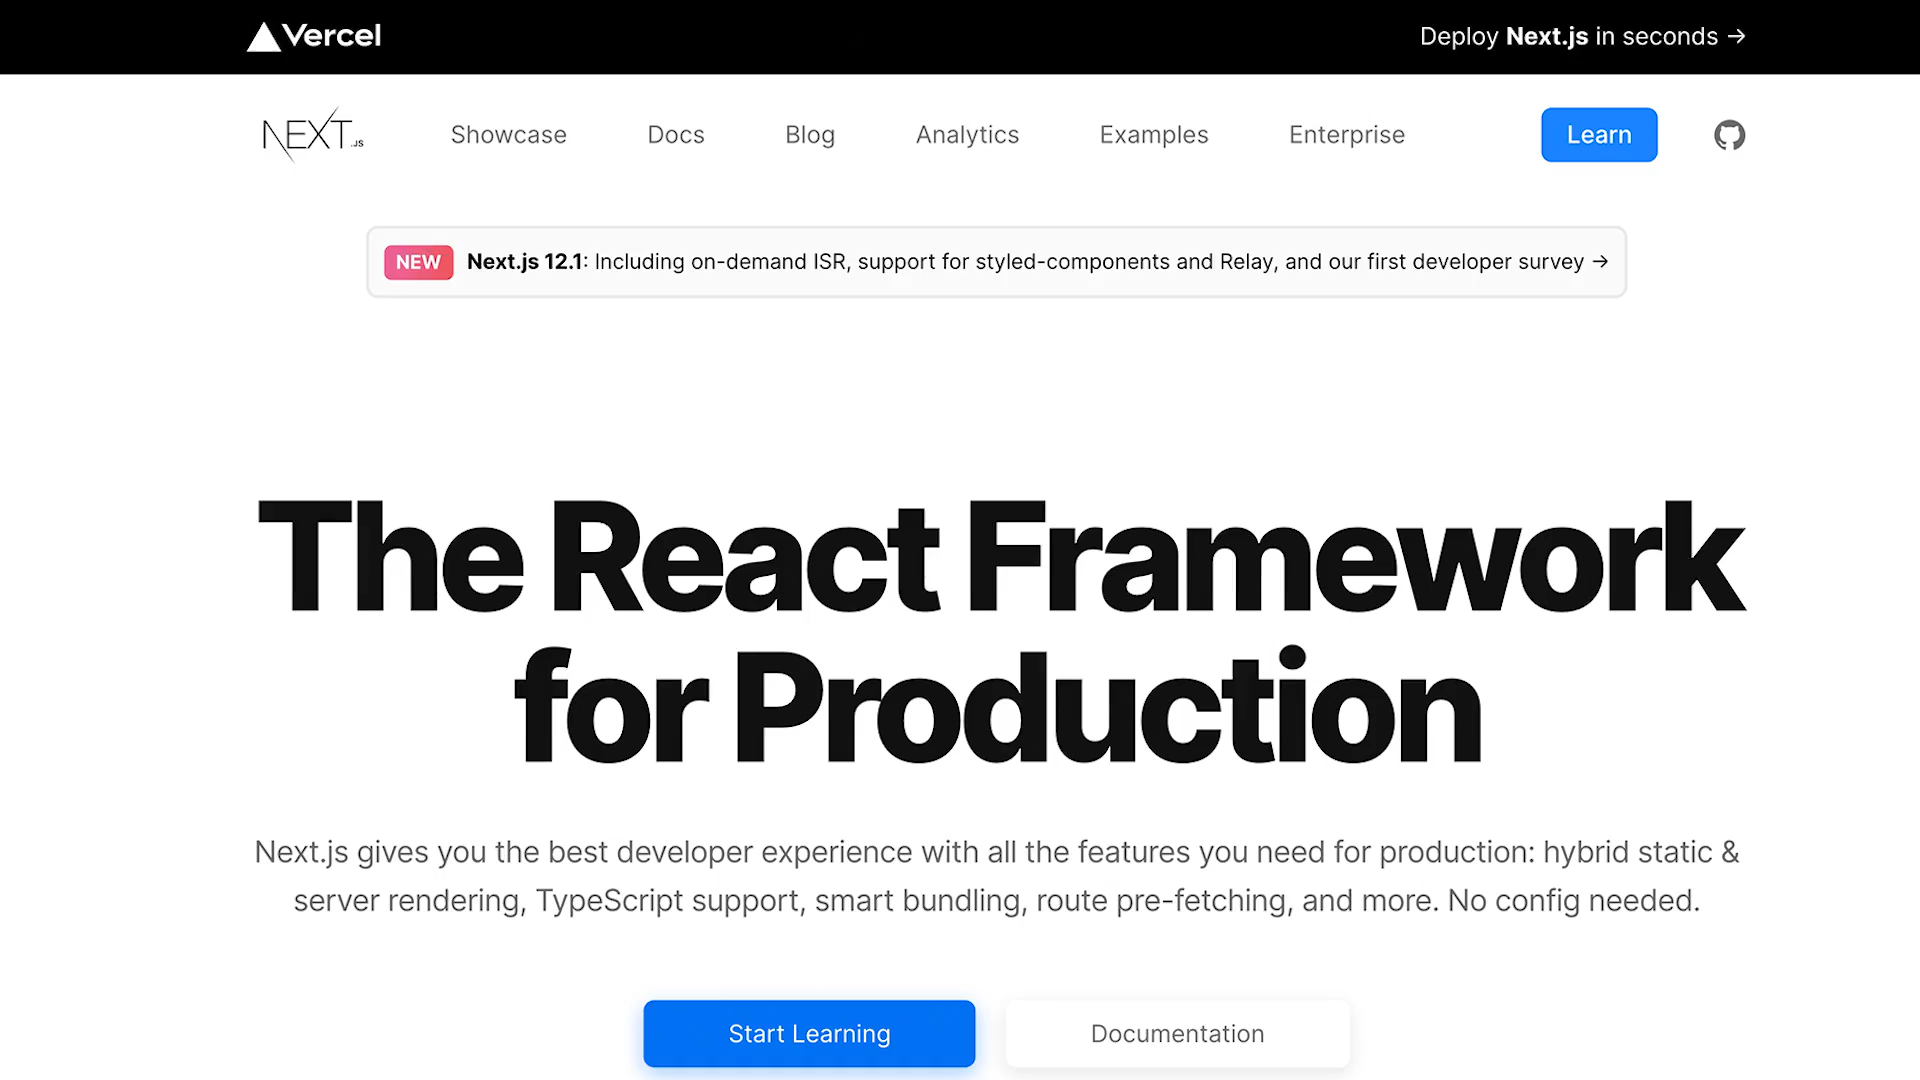 Vercel
Deploy Next.js in seconds →
NEXT.JS
Showcase
Docs
Blog
Analytics
Examples
Enterprise
Learn
NEW Next.js 12.1: Including on-demand ISR, support for styled-components and Relay, and our first developer survey →
The React Framework
for Production
Next.js gives you the best developer experience with all the features you need for production: hybrid static &
server rendering, TypeScript support, smart bundling, route pre-fetching, and more. No config needed.
Start Learning
Documentation